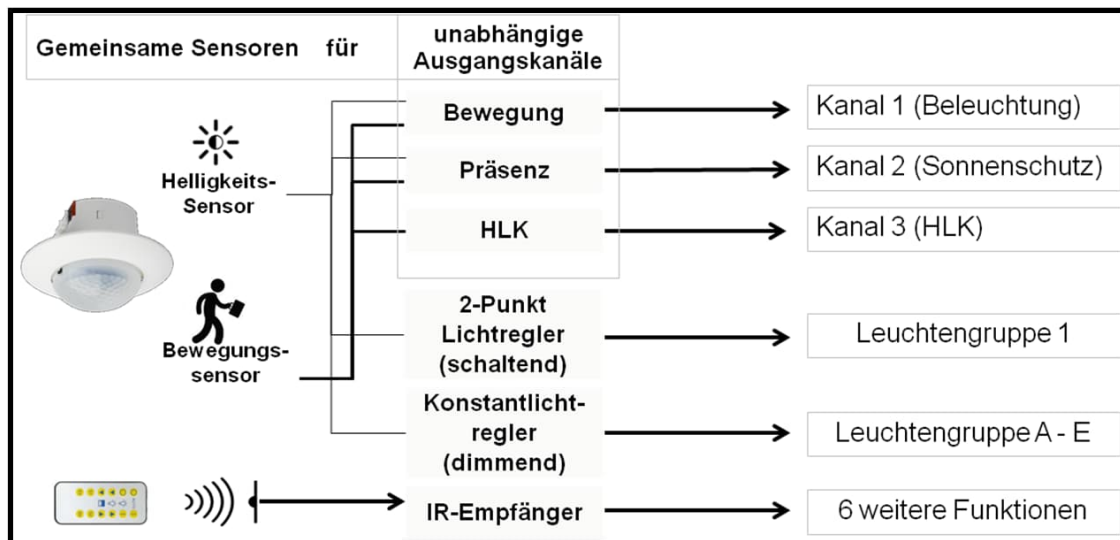 Gemeinsame Sensoren für
unabhängige
Ausgangskanäle
Bewegung
Kanal 1 (Beleuchtung)
Präsenz
Kanal 2 (Sonnenschutz)
Helligkeits-
Sensor
HLK
Kanal 3 (HLK)
2-Punkt
Lichtregler
(schaltend)
Leuchtengruppe 1
Bewegungs-
sensor
Konstantlicht-
regler
(dimmend)
Leuchtengruppe A - E
IR-Empfänger
6 weitere Funktionen